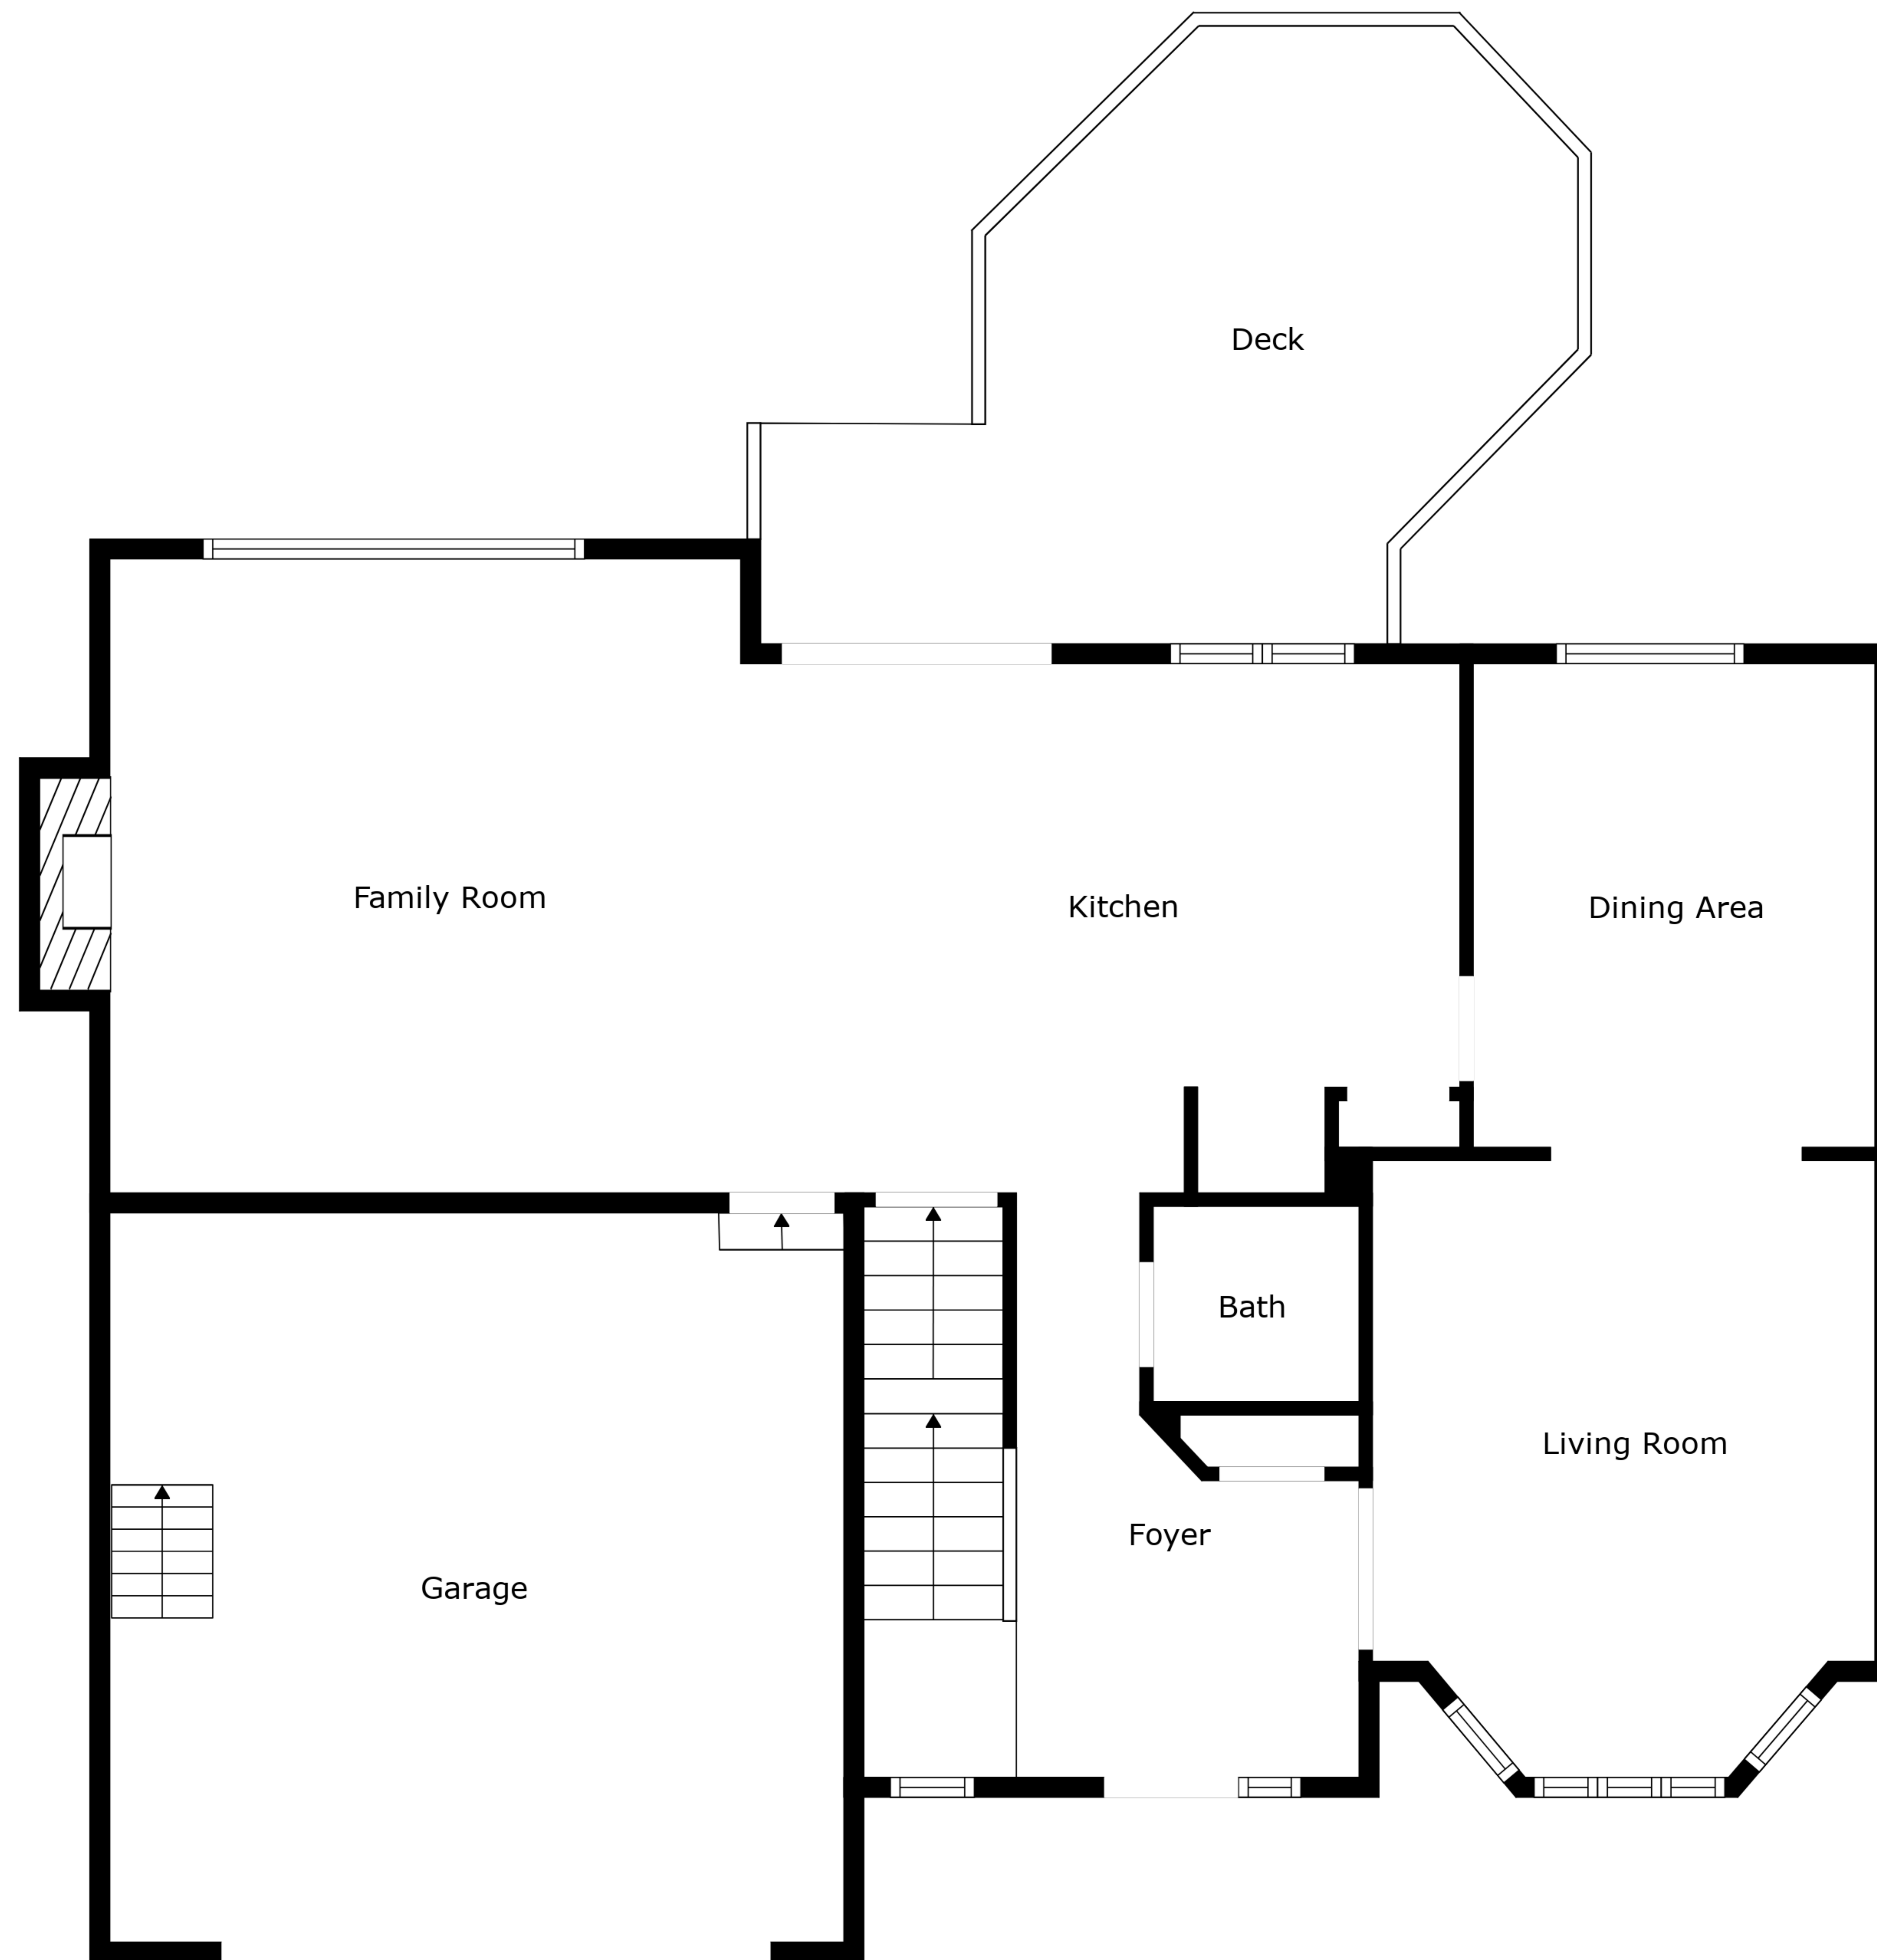 Deck
Family Room
Kitchen
Dining Area
Bath
Living Room
Foyer
Garage